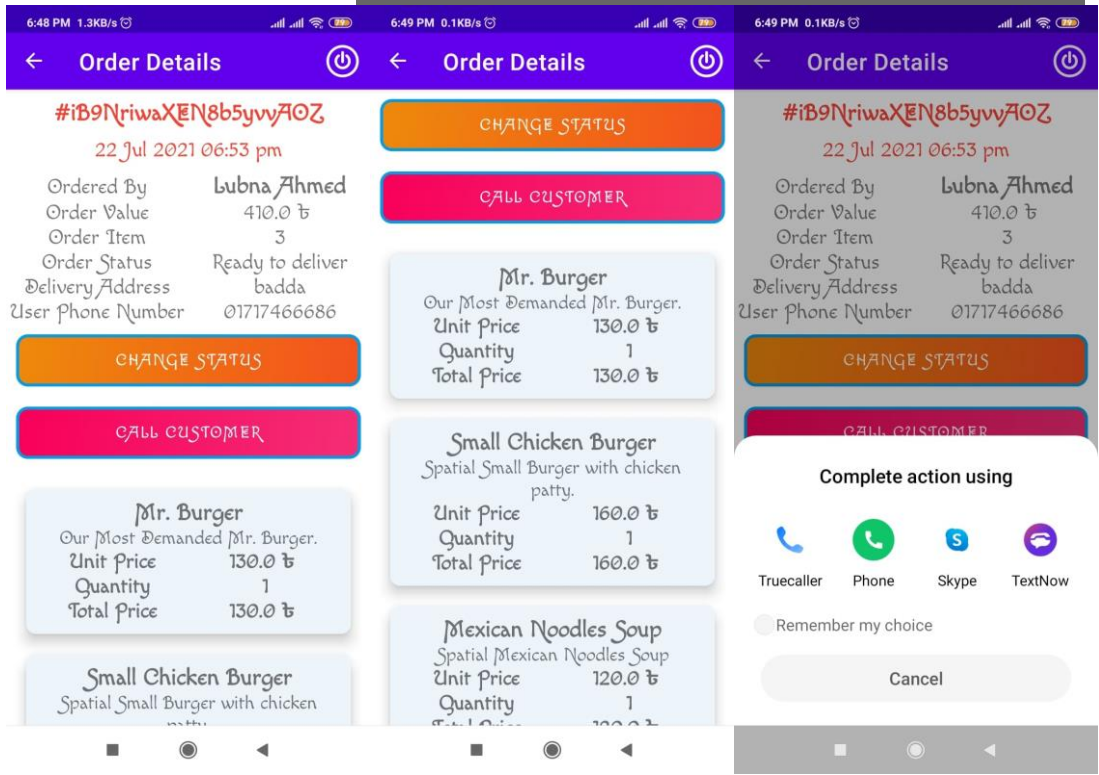 6:48 PM 1.3KB/s
Order Details
#iB9NriwaXEN8b5yvvAOZ
22 Jul 2021 06:53 pm
Ordered By Lubna Ahmed
Order Value 410.0 ৳
Order Item 3
Order Status Ready to deliver
Delivery Address badda
User Phone Number 01717466686
CHANGE STATUS
CALL CUSTOMER
Mr. Burger
Our Most Demanded Mr. Burger.
Unit Price 130.0 ৳
Quantity 1
Total Price 130.0 ৳
Small Chicken Burger
Spatial Small Burger with chicken
patty.
6:49 PM 0.1KB/s
Order Details
CHANGE STATUS
CALL CUSTOMER
Mr. Burger
Our Most Demanded Mr. Burger.
Unit Price 130.0 ৳
Quantity 1
Total Price 130.0 ৳
Small Chicken Burger
Spatial Small Burger with chicken
patty.
Unit Price 160.0 ৳
Quantity 1
Total Price 160.0 ৳
Mexican Noodles Soup
Spatial Mexican Noodles Soup
Unit Price 120.0 ৳
Quantity 1
Total Price 120.0 ৳
6:49 PM 0.1KB/s
Order Details
#iB9NriwaXEN8b5yvvAOZ
22 Jul 2021 06:53 pm
Ordered By Lubna Ahmed
Order Value 410.0 ৳
Order Item 3
Order Status Ready to deliver
Delivery Address badda
User Phone Number 01717466686
CHANGE STATUS
CALL CUSTOMER
Complete action using
Truecaller Phone Skype TextNow
Remember my choice
Cancel